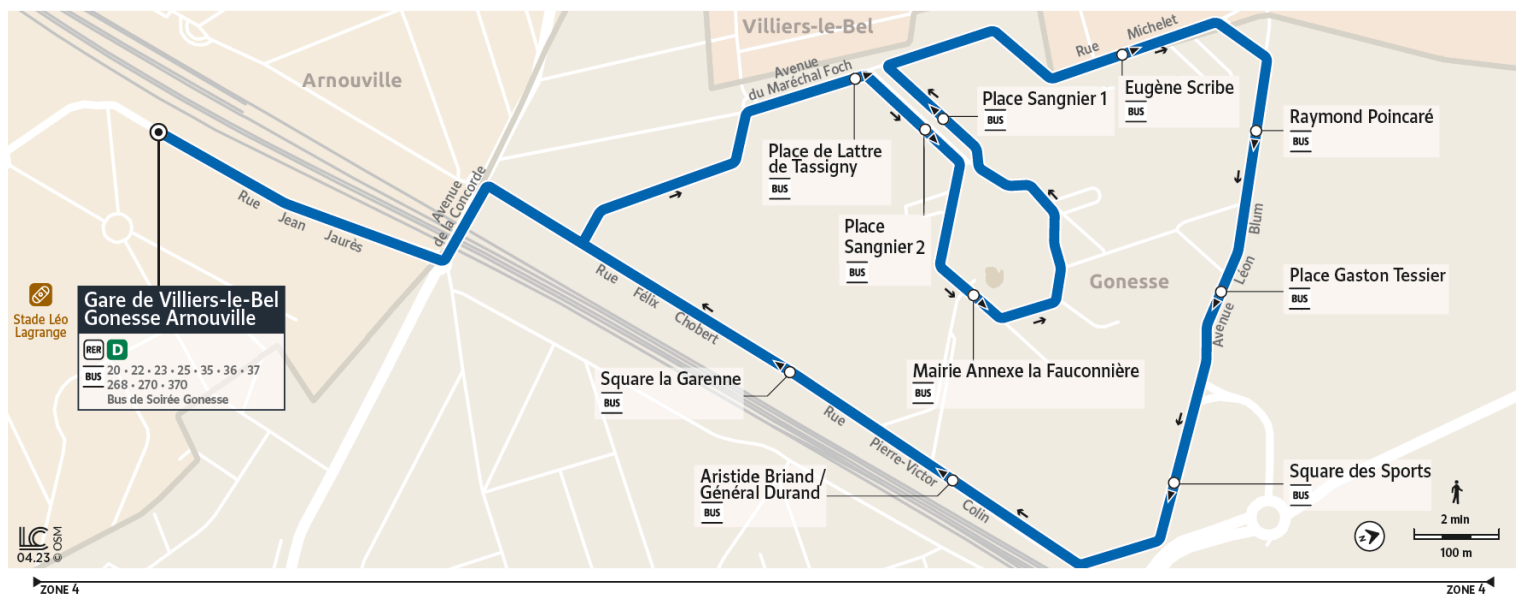 Villiers-le-Bel
Rue Michelet
Avenue
du Maréchal Foch
Arnouville
Place Sangnier 1
BUS
Eugène Scribe
BUS
Raymond Poincaré
BUS
Place de Lattre
de Tassigny
BUS
Avenue
de la Concorde
Rue Jean Jaurès
Place
Sangnier 2
BUS
Rue Félix Chobert
Gonesse
Avenue Léon Blum
Place Gaston Tessier
BUS
Stade Léo
Lagrange
Gare de Villiers-le-Bel
Gonesse Arnouville
RER D
BUS 20 • 22 • 23 • 25 • 35 • 36 • 37
268 • 270 • 370
Bus de Soirée Gonesse
Square la Garenne
BUS
Mairie Annexe la Fauconnière
BUS
Rue Pierre-Victor Colin
Aristide Briand /
Général Durand
BUS
Square des Sports
BUS
2 min
100 m
N
LC
04.23 © OSM
ZONE 4
ZONE 4